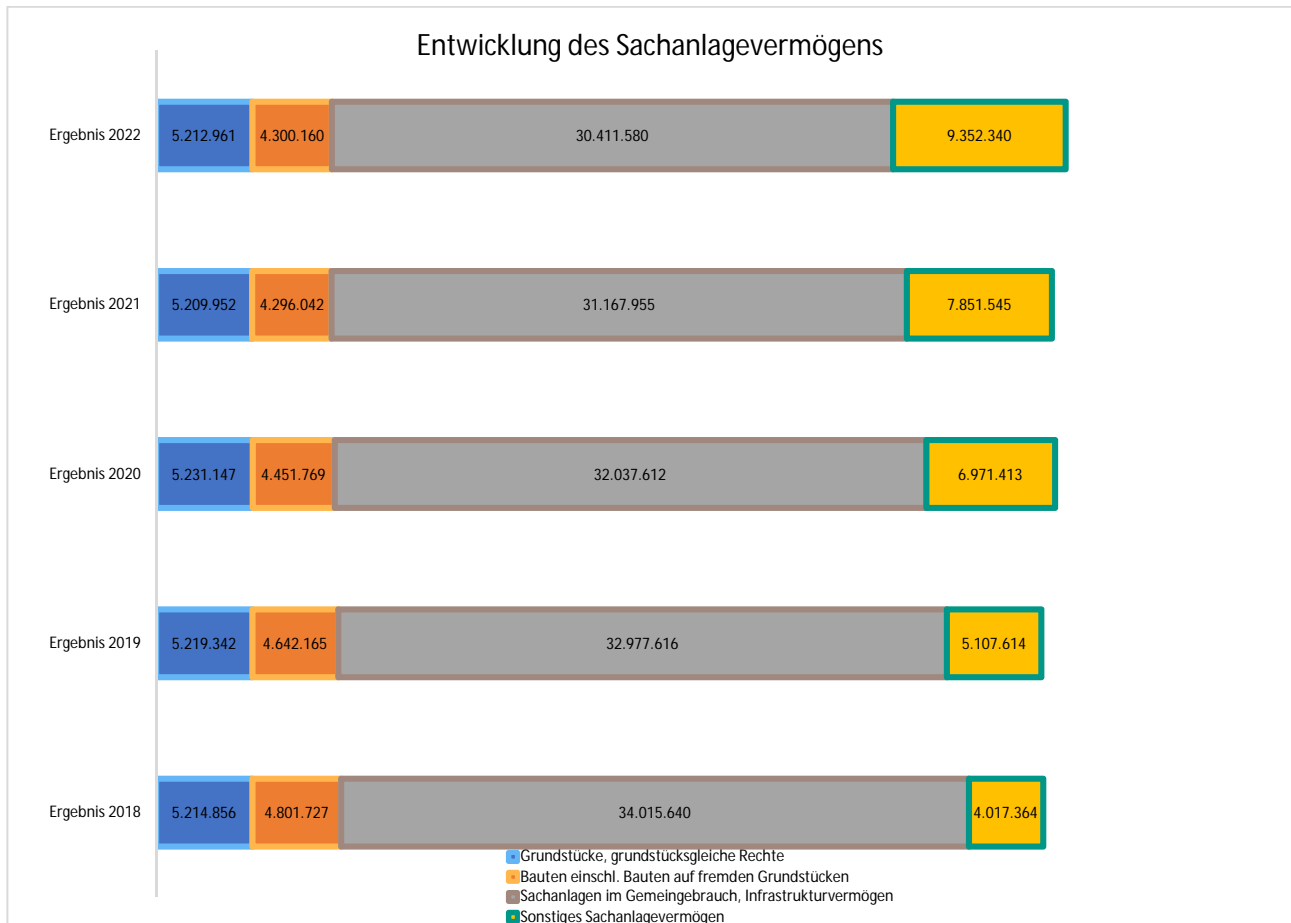 Entwicklung des Sachanlagevermögens
Ergebnis 2022 5.212.961 4.300.160 30.411.580 9.352.340
Ergebnis 2021 5.209.952 4.296.042 31.167.955 7.851.545
Ergebnis 2020 5.231.147 4.451.769 32.037.612 6.971.413
Ergebnis 2019 5.219.342 4.642.165 32.977.616 5.107.614
Ergebnis 2018 5.214.856 4.801.727 34.015.640 4.017.364
Grundstücke, grundstücksgleiche Rechte
Bauten einschl. Bauten auf fremden Grundstücken
Sachanlagen im Gemeingebrauch, Infrastrukturvermögen
Sonstiges Sachanlagevermögen